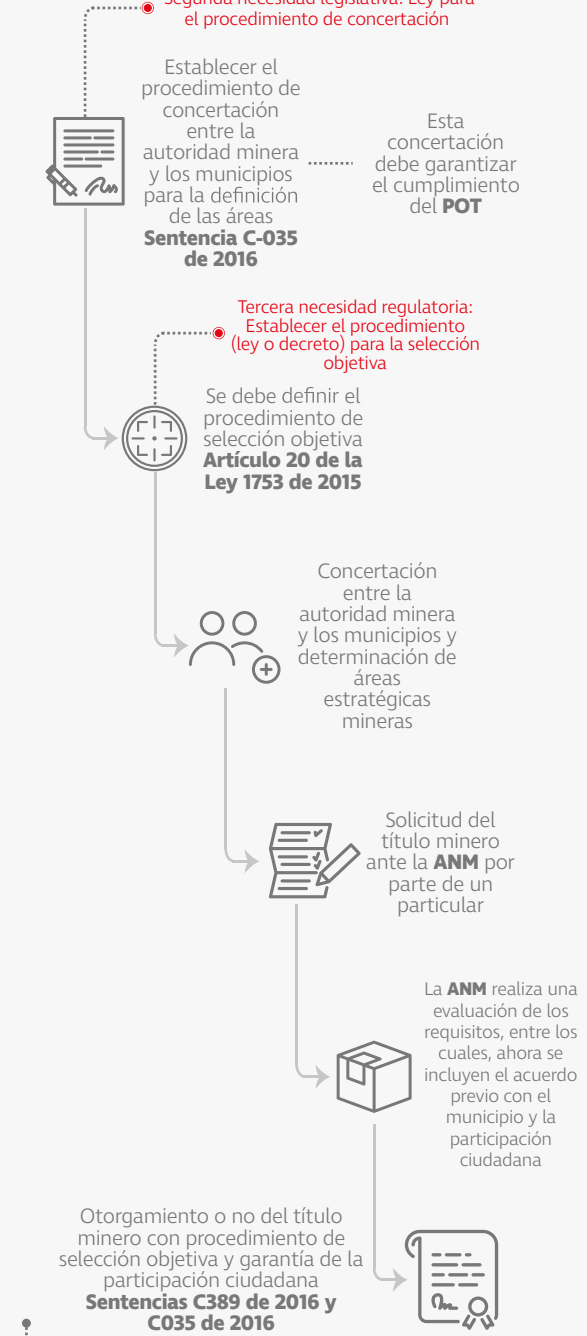 Segunda necesidad legislativa: Ley para
el procedimiento de concertación
Establecer el
procedimiento de
concertación
entre la
autoridad minera
y los municipios
para la definición
de las áreas
Sentencia C-035
de 2016
Esta
concertación
debe garantizar
el cumplimiento
del POT
Tercera necesidad regulatoria:
Establecer el procedimiento
(ley o decreto) para la selección
objetiva
Se debe definir el
procedimiento de
selección objetiva
Artículo 20 de la
Ley 1753 de 2015
Concertación
entre la
autoridad minera
y los municipios y
determinación de
áreas
estratégicas
mineras
Solicitud del
título minero
ante la ANM por
parte de un
particular
La ANM realiza una
evaluación de los
requisitos, entre los
cuales, ahora se
incluyen el acuerdo
previo con el
municipio y la
participación
ciudadana
Otorgamiento o no del título
minero con procedimiento de
selección objetiva y garantía de la
participación ciudadana
Sentencias C389 de 2016 y
C035 de 2016